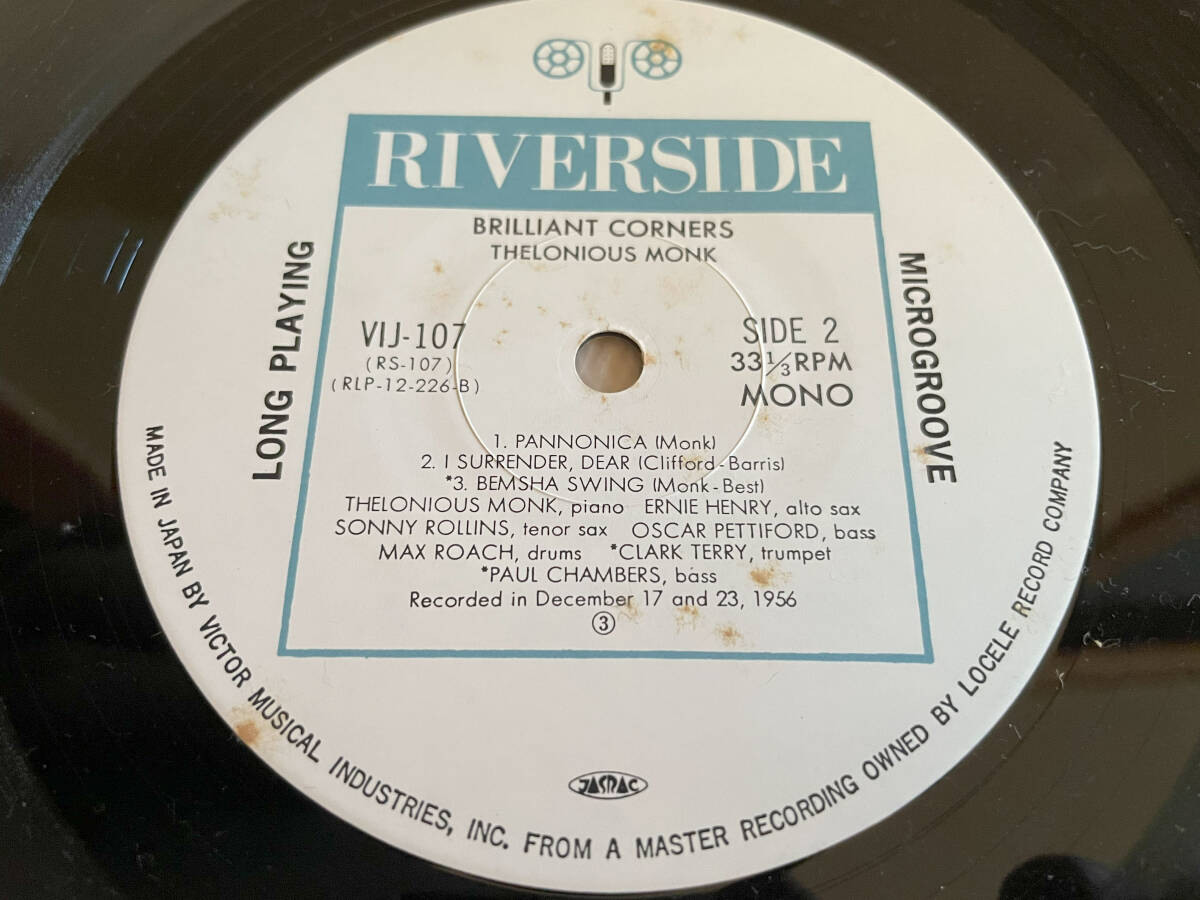 RIVERSIDE
BRILLIANT CORNERS
THELONIOUS MONK
LONG PLAYING
MICROGROOVE
VIJ-107
(RS-107)
(RLP-12-226-B)
SIDE 2
33 1/3 RPM
MONO
1. PANNONICA (Monk)
2. I SURRENDER, DEAR (Clifford-Barris)
*3. BEMSHA SWING (Monk-Best)
THELONIOUS MONK, piano ERNIE HENRY, alto sax
SONNY ROLLINS, tenor sax OSCAR PETTIFORD, bass
MAX ROACH, drums *CLARK TERRY, trumpet
*PAUL CHAMBERS, bass
Recorded in December 17 and 23, 1956
③
JASRAC
MADE IN JAPAN BY VICTOR MUSICAL INDUSTRIES, INC. FROM A MASTER RECORDING OWNED BY LOCELE RECORD COMPANY